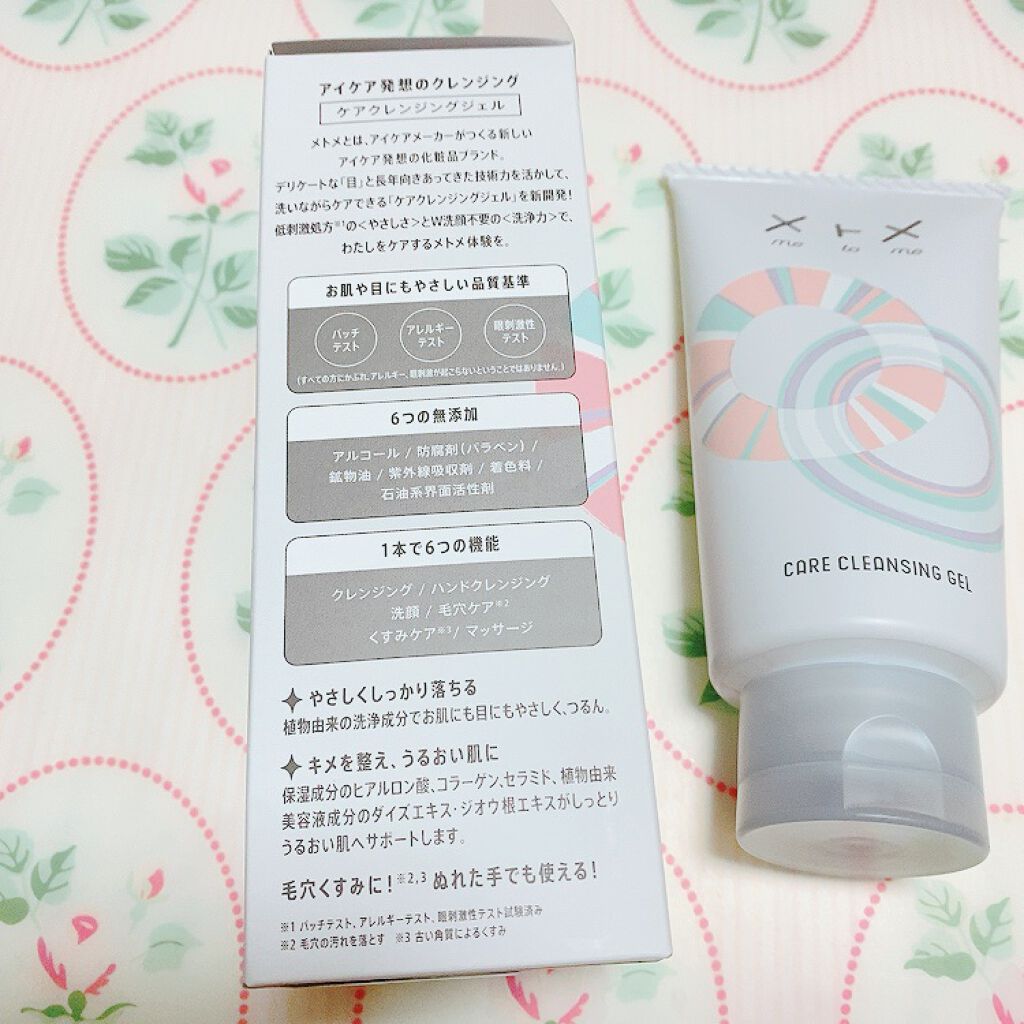 アイケア発想のクレンジング
ケアクレンジングジェル
メトメとは、アイケアメーカーがつくる新しい
アイケア発想の化粧品ブランド。
デリケートな「目」と長年向きあってきた技術力を活かして、
洗いながらケアできる「ケアクレンジングジェル」を新開発!
低刺激処方※1の<やさしさ>とW洗顔不要の<洗浄力>で、
わたしをケアするメトメ体験を。
お肌や目にもやさしい品質基準
パッチ
テスト
アレルギー
テスト
眼刺激性
テスト
(すべての方にかぶれ、アレルギー、眼刺激が起こらないということではありません。)
6つの無添加
アルコール / 防腐剤(パラベン) /
鉱物油 / 紫外線吸収剤 / 着色料 /
石油系界面活性剤
1本で6つの機能
クレンジング / ハンドクレンジング
洗顔 / 毛穴ケア※2
くすみケア※3 / マッサージ
やさしくしっかり落ちる
植物由来の洗浄成分でお肌にも目にもやさしく、つるん。
キメを整え、うるおい肌に
保湿成分のヒアルロン酸、コラーゲン、セラミド、植物由来
美容液成分のダイズエキス・ジオウ根エキスがしっとり
うるおい肌へサポートします。
毛穴くすみに!※2,3 ぬれた手でも使える!
※1 パッチテスト、アレルギーテスト、眼刺激性テスト試験済み
※2 毛穴の汚れを落とす ※3 古い角質によるくすみ
メトメ
me to me
CARE CLEANSING GEL